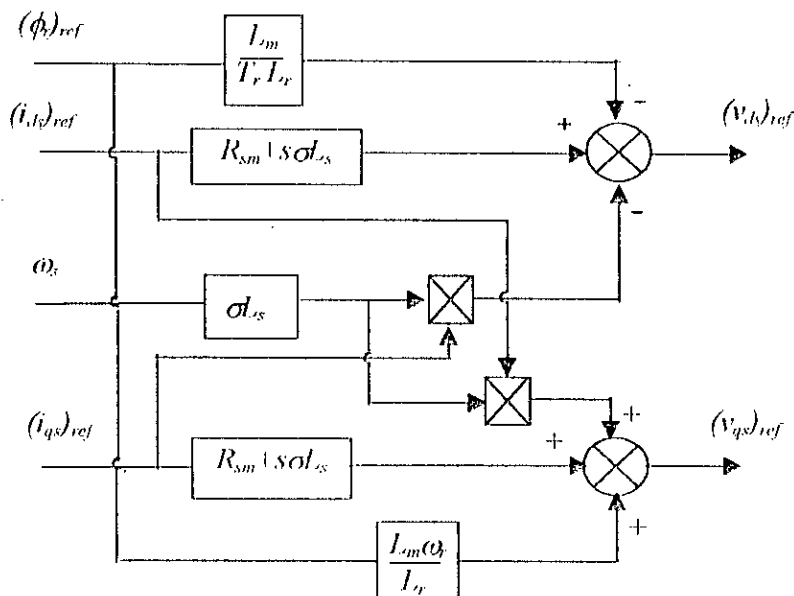 (ϕr)ref
Lm
Tr Lr
−
(ids)ref
+
(vds)ref
Rsm+sσLs
−
ωs
σLs
(iqs)ref
+
+
(vqs)ref
Rsm+sσLs
+
Lmωr
Lr